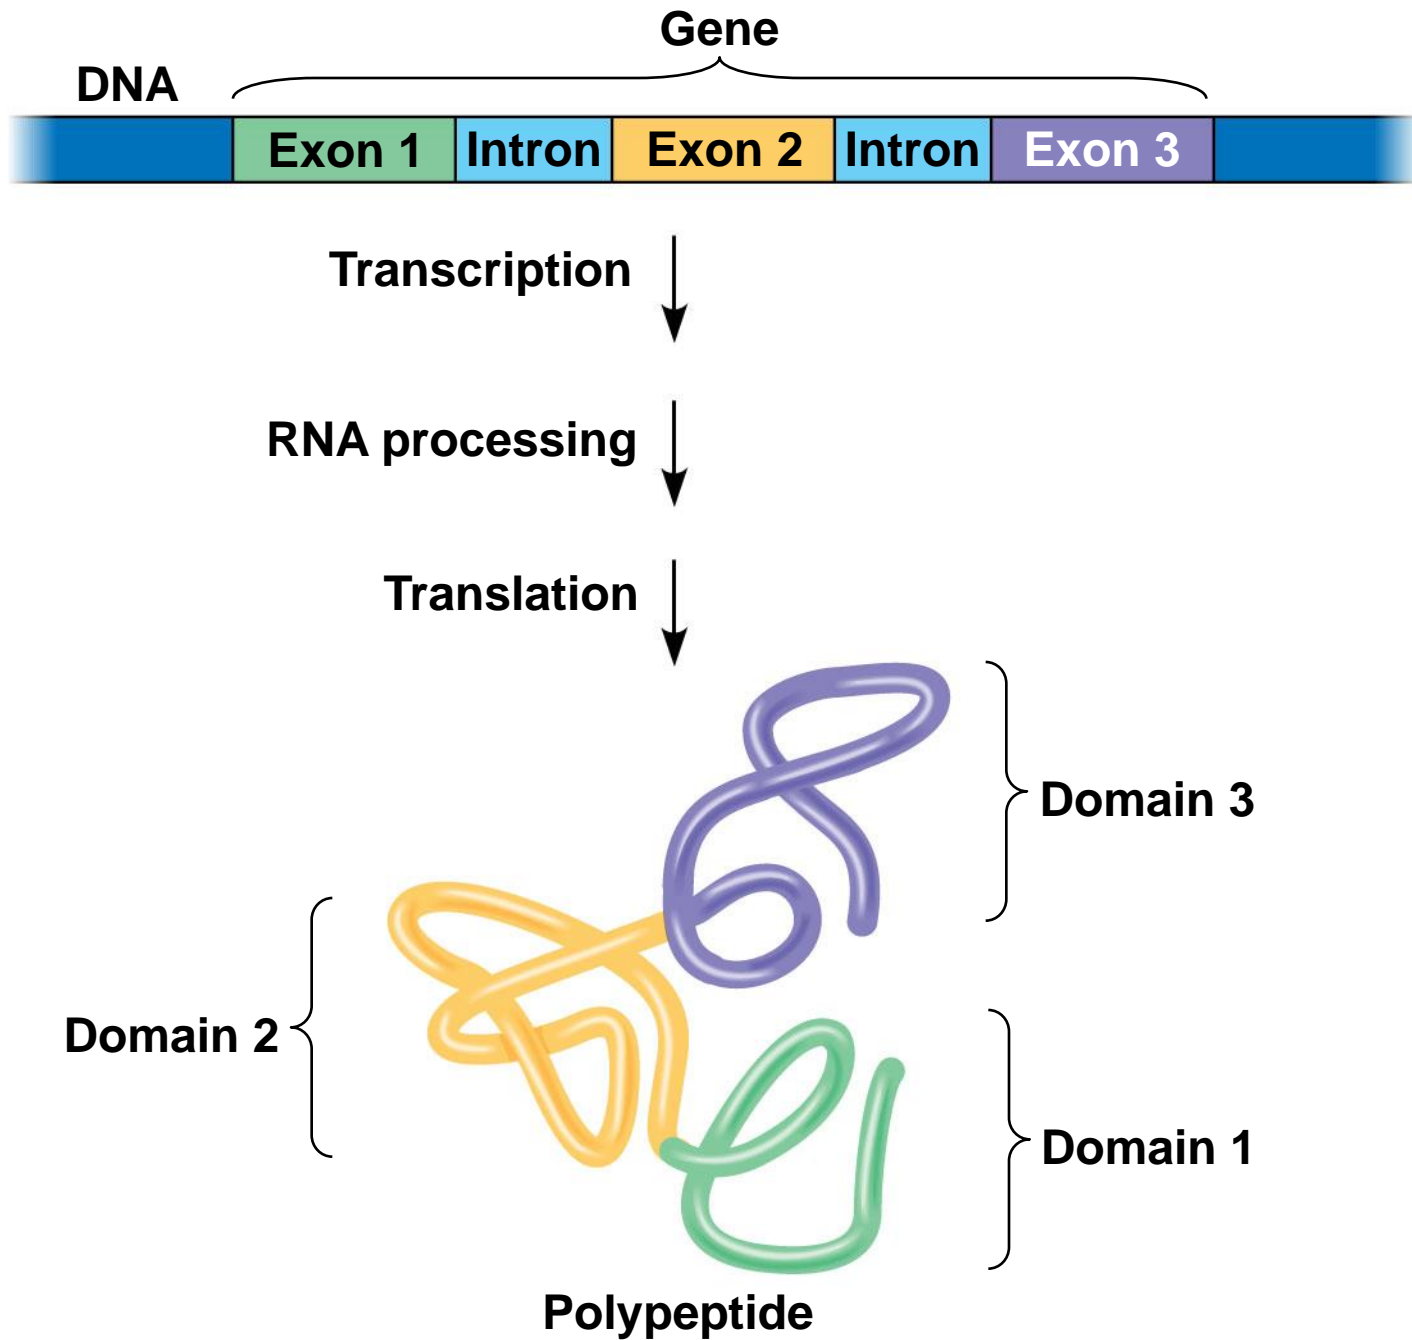 Gene
DNA
Exon 1 Intron Exon 2 Intron Exon 3
Transcription
RNA processing
Translation
Domain 3
Domain 2
Domain 1
Polypeptide